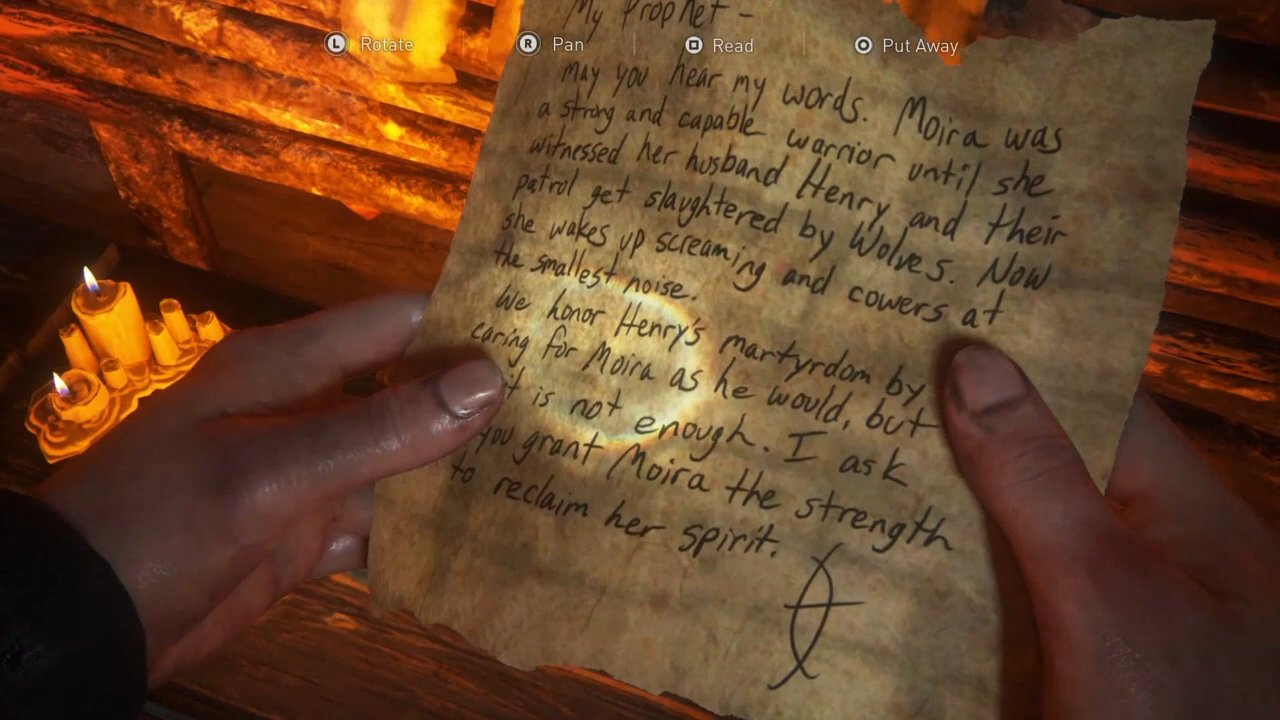 My Prophet -
L Rotate
R Pan
Read
Put Away
May you hear my words. Moira was
a strong and capable warrior until she
witnessed her husband Henry and their
patrol get slaughtered by Wolves. Now
she wakes up screaming and cowers at
the smallest noise.
We honor Henry's martyrdom by
caring for Moira as he would, but
it is not enough. I ask
you grant Moira the strength
to reclaim her spirit.